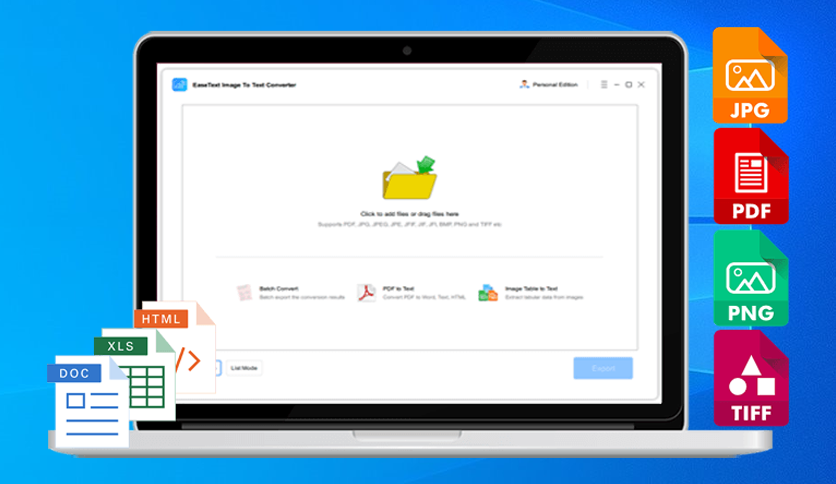 EaseText Image To Text Converter
Personal Edition
Click to add files or drag files here
Supports PDF, JPG, JPEG, JPE, JFIF, JIF, JFI, BMP, PNG and TIFF etc
Batch Convert
Batch export the conversion results
PDF to Text
Convert PDF to Word, Text, HTML
Image Table to Text
Extract tabular data from images
List Mode
Export
HTML
XLS
DOC
JPG
PDF
PNG
TIFF